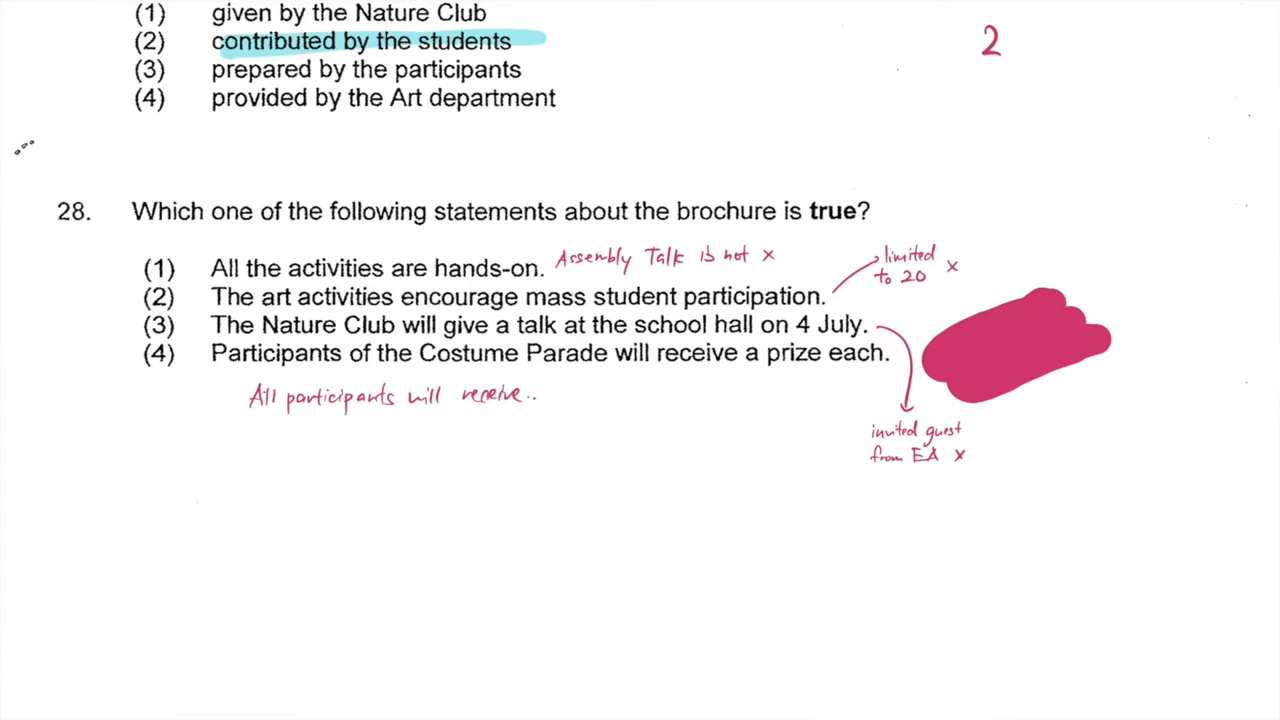 (1) given by the Nature Club
(2) contributed by the students
2
(3) prepared by the participants
(4) provided by the Art department
28. Which one of the following statements about the brochure is true?
(1) All the activities are hands-on. Assembly Talk is not x
limited to 20 x
(2) The art activities encourage mass student participation.
(3) The Nature Club will give a talk at the school hall on 4 July.
(4) Participants of the Costume Parade will receive a prize each.
All participants will receive..
invited guest
from EA x